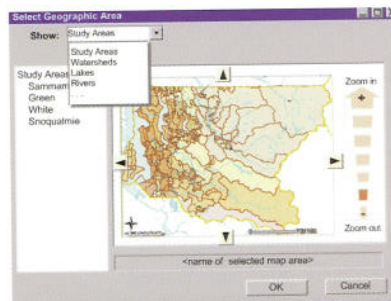 Select Geographic Area
Show: Study Areas
Study Areas
Watersheds
Lakes
Rivers
Study Areas
Sammam
Green
White
Snoqualmie
Zoom in
Zoom out
<name of selected map area>
OK
Cancel